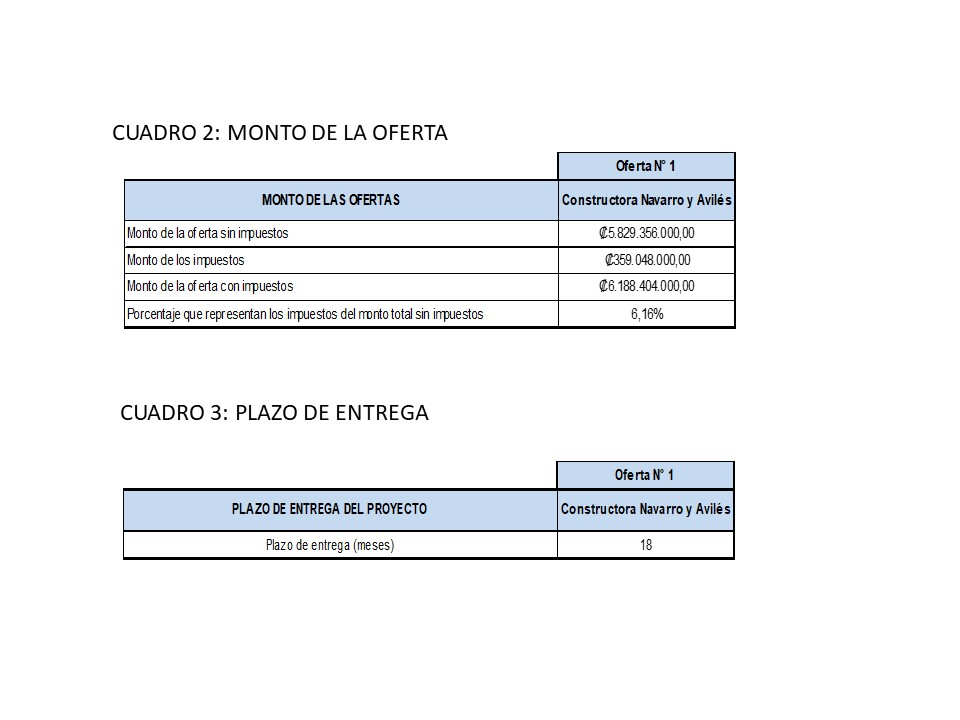 CUADRO 2: MONTO DE LA OFERTA
Oferta N° 1
MONTO DE LAS OFERTAS Constructora Navarro y Avilés
Monto de la oferta sin impuestos ₡5.829.356.000,00
Monto de los impuestos ₡359.048.000,00
Monto de la oferta con impuestos ₡6.188.404.000,00
Porcentaje que representan los impuestos del monto total sin impuestos 6,16%
CUADRO 3: PLAZO DE ENTREGA
Oferta N° 1
PLAZO DE ENTREGA DEL PROYECTO Constructora Navarro y Avilés
Plazo de entrega (meses) 18